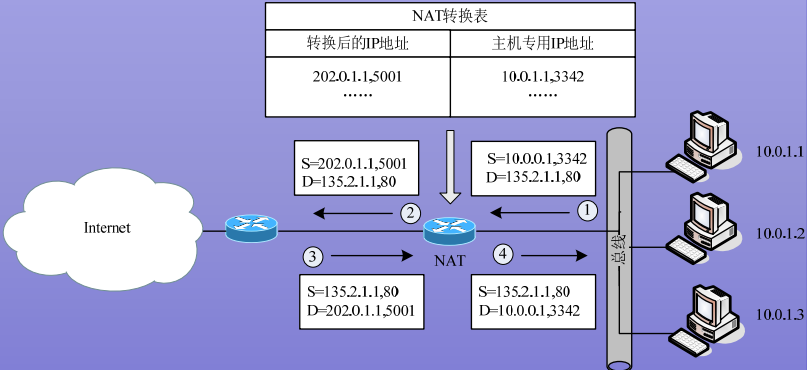 NAT转换表
转换后的IP地址
主机专用IP地址
202.0.1.1,5001
10.0.1.1,3342
……
……
S=202.0.1.1,5001
D=135.2.1.1,80
S=10.0.0.1,3342
D=135.2.1.1,80
10.0.1.1
②
①
Internet
总线
10.0.1.2
③
NAT
④
S=135.2.1.1,80
D=202.0.1.1,5001
S=135.2.1.1,80
D=10.0.0.1,3342
10.0.1.3